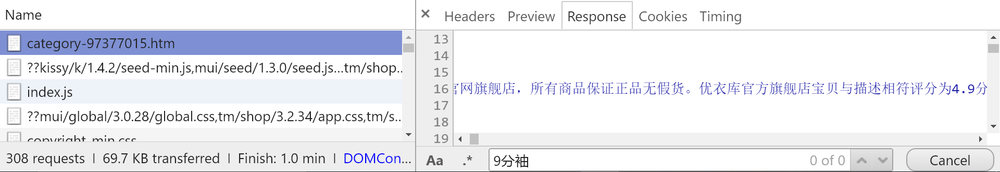 Name
category-97377015.htm
??kissy/k/1.4.2/seed-min.js,mui/seed/1.3.0/seed.js...tm/shop...
index.js
??mui/global/3.0.28/global.css,tm/shop/3.2.34/app.css,tm/s...
copyright-min.css
308 requests | 69.7 KB transferred | Finish: 1.0 min | DOMCon...
× Headers Preview Response Cookies Timing
13
14
15
16 官网旗舰店，所有商品保证正品无假货。优衣库官方旗舰店宝贝与描述相符评分为4.9分
17
18
19
Aa .* 9分袖 0 of 0 Cancel